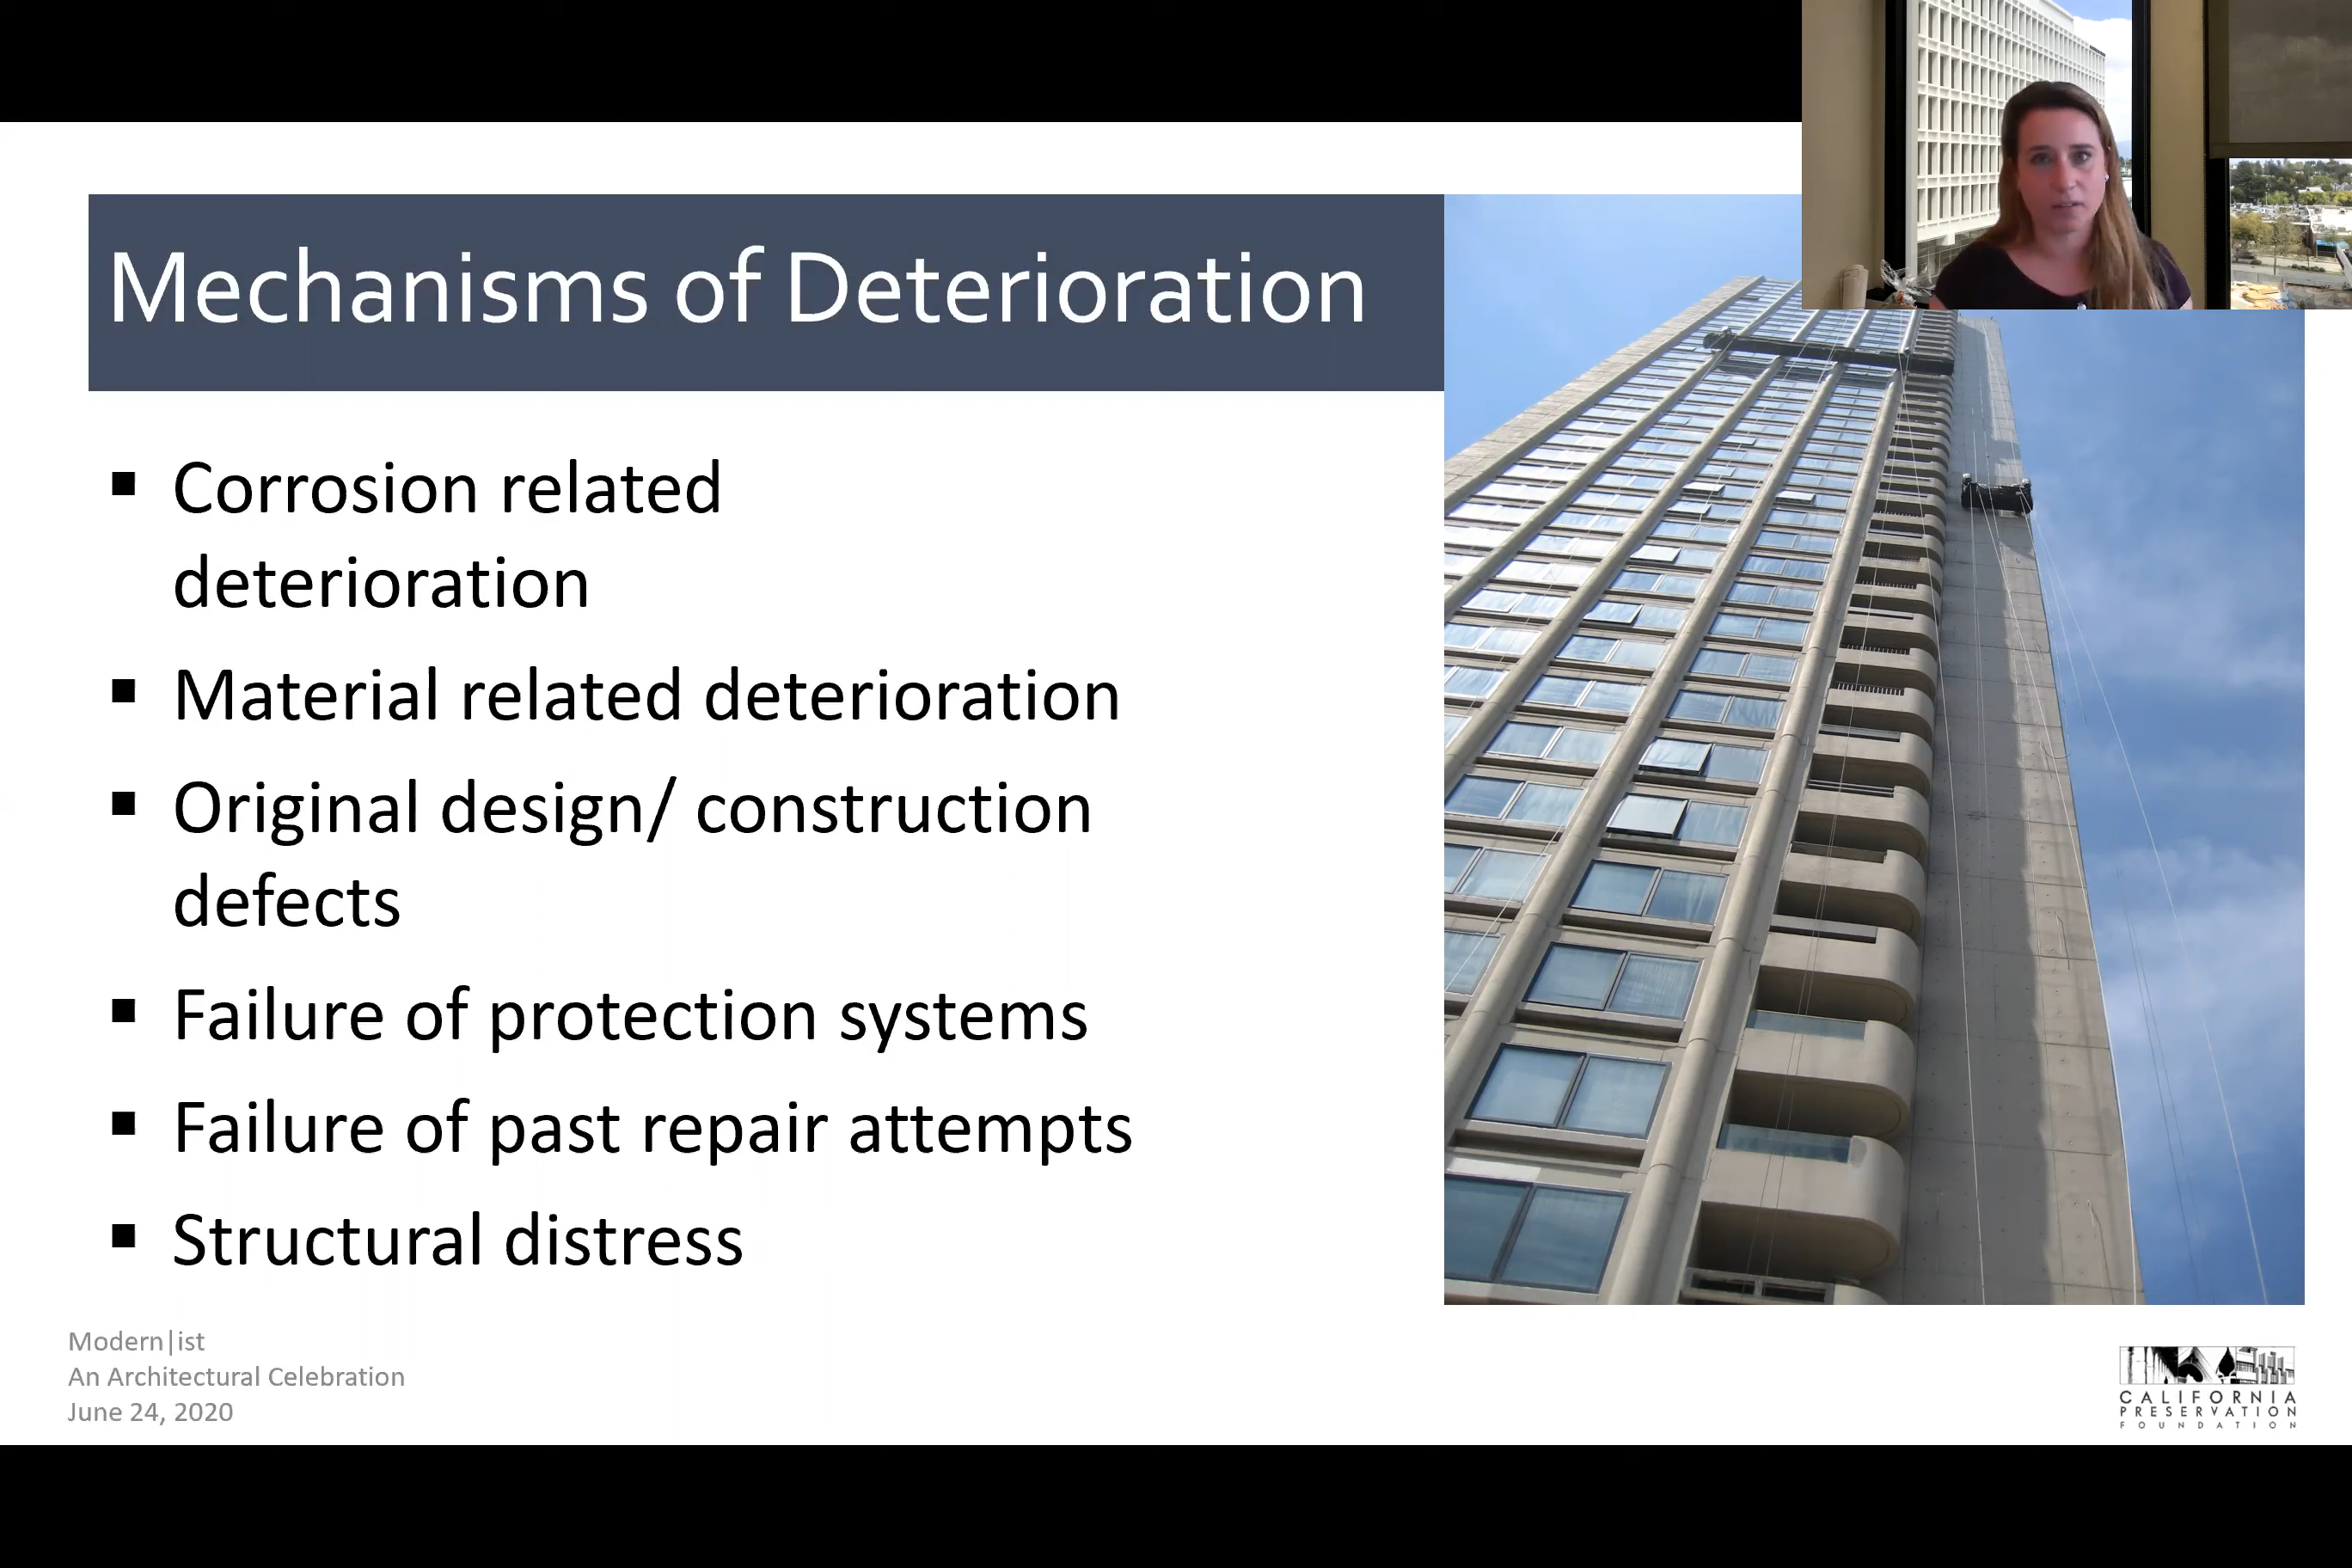 Mechanisms of Deterioration
▪ Corrosion related
deterioration
▪ Material related deterioration
▪ Original design/ construction
defects
▪ Failure of protection systems
▪ Failure of past repair attempts
▪ Structural distress
Modern|ist
An Architectural Celebration
June 24, 2020
CALIFORNIA
PRESERVATION
FOUNDATION